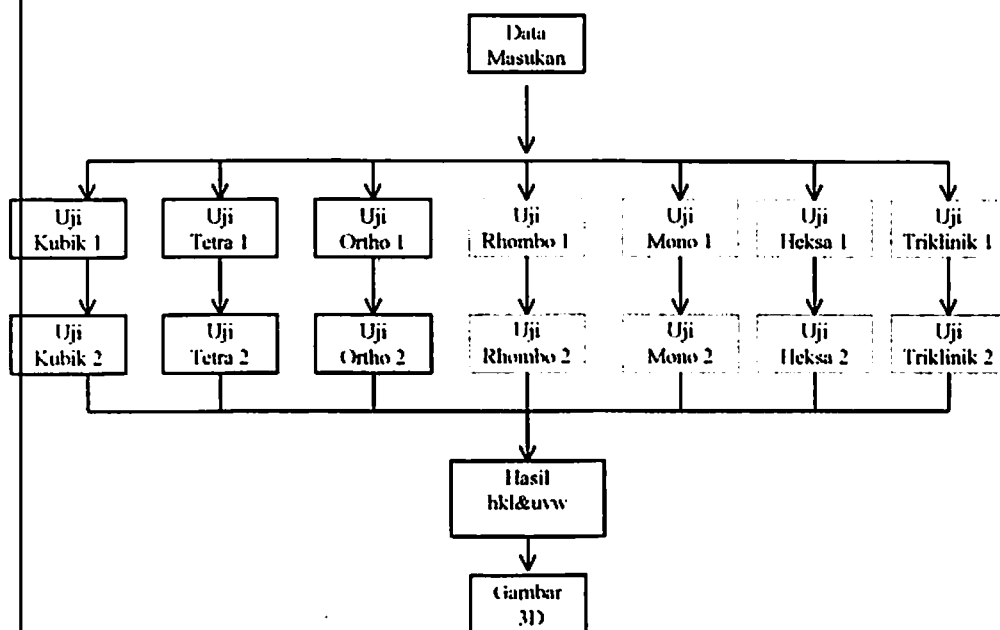 Data
Masukan
Uji
Kubik 1
Uji
Tetra 1
Uji
Ortho 1
Uji
Rhombo 1
Uji
Mono 1
Uji
Heksa 1
Uji
Triklinik 1
Uji
Kubik 2
Uji
Tetra 2
Uji
Ortho 2
Uji
Rhombo 2
Uji
Mono 2
Uji
Heksa 2
Uji
Triklinik 2
Hasil
hkl&uvw
Gambar
3D